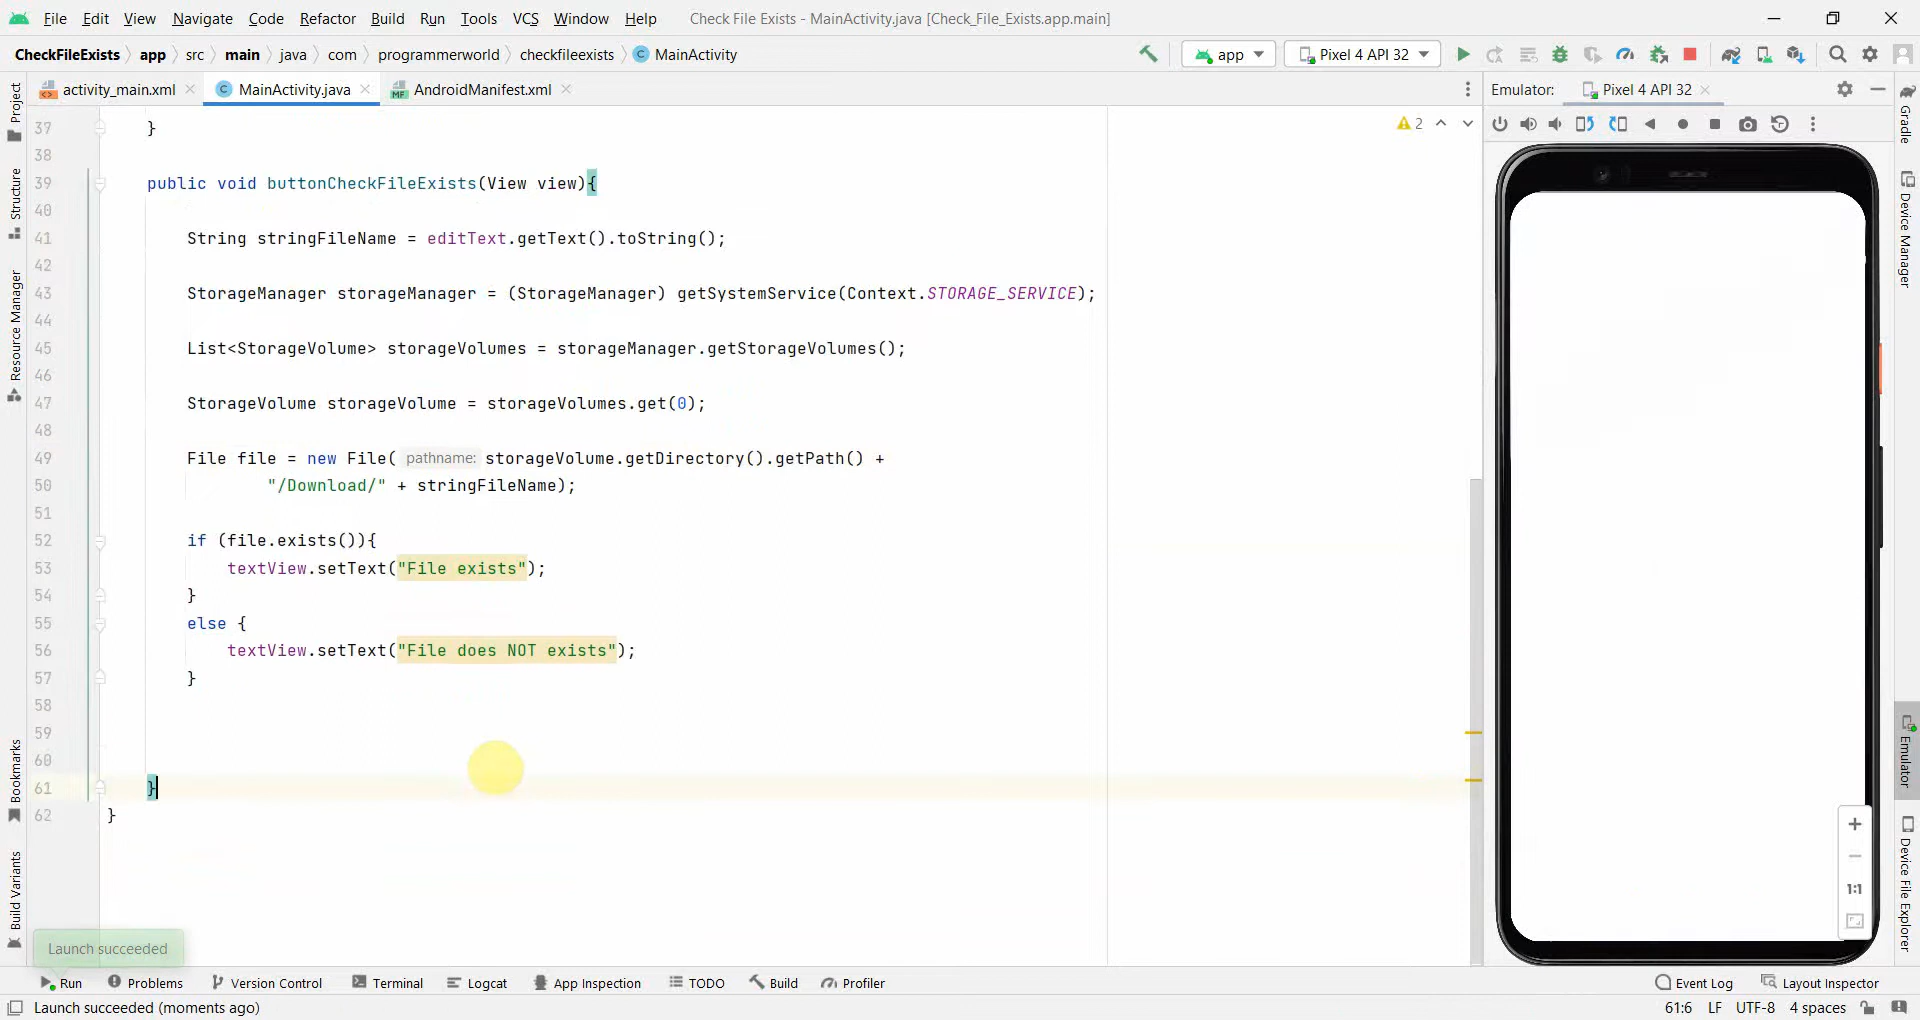 File Edit View Navigate Code Refactor Build Run Tools VCS Window Help Check File Exists - MainActivity.java [Check_File_Exists.app.main]
CheckFileExists app src main java com programmerworld checkfileexists C MainActivity app Pixel 4 API 32
activity_main.xml C MainActivity.java MF AndroidManifest.xml Emulator: Pixel 4 API 32
2
37 }
38
39 public void buttonCheckFileExists(View view){
40
41 String stringFileName = editText.getText().toString();
42
43 StorageManager storageManager = (StorageManager) getSystemService(Context.STORAGE_SERVICE);
44
45 List<StorageVolume> storageVolumes = storageManager.getStorageVolumes();
46
47 StorageVolume storageVolume = storageVolumes.get(0);
48
49 File file = new File( pathname: storageVolume.getDirectory().getPath() +
50 "/Download/" + stringFileName);
51
52 if (file.exists()){
53 textView.setText("File exists");
54 }
55 else {
56 textView.setText("File does NOT exists");
57 }
58
59
60
61 }
62 }
Project
Structure
Resource Manager
Bookmarks
Build Variants
Gradle
Device Manager
Emulator
Device File Explorer
1:1
Launch succeeded
Run Problems Version Control Terminal Logcat App Inspection TODO Build Profiler Event Log Layout Inspector
Launch succeeded (moments ago) 61:6 LF UTF-8 4 spaces